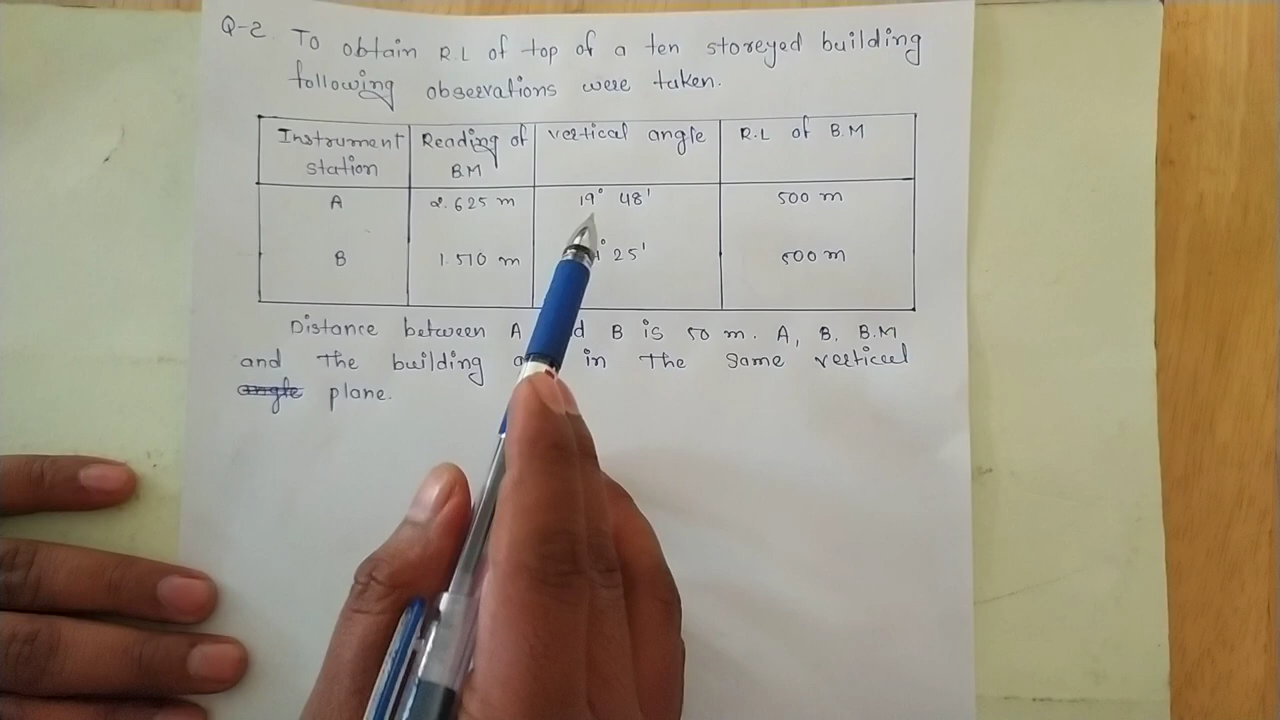 Q-2 To obtain R.L of top of a ten storeyed building
following observations were taken.
Instrument station Reading of B.M vertical angle R.L of B.M
A 2.625 m 19° 48' 500 m
B 1.510 m ° 25' 500 m
Distance between A B is 50 m. A, B, B.M
and The building in The same vertical
angle plane.